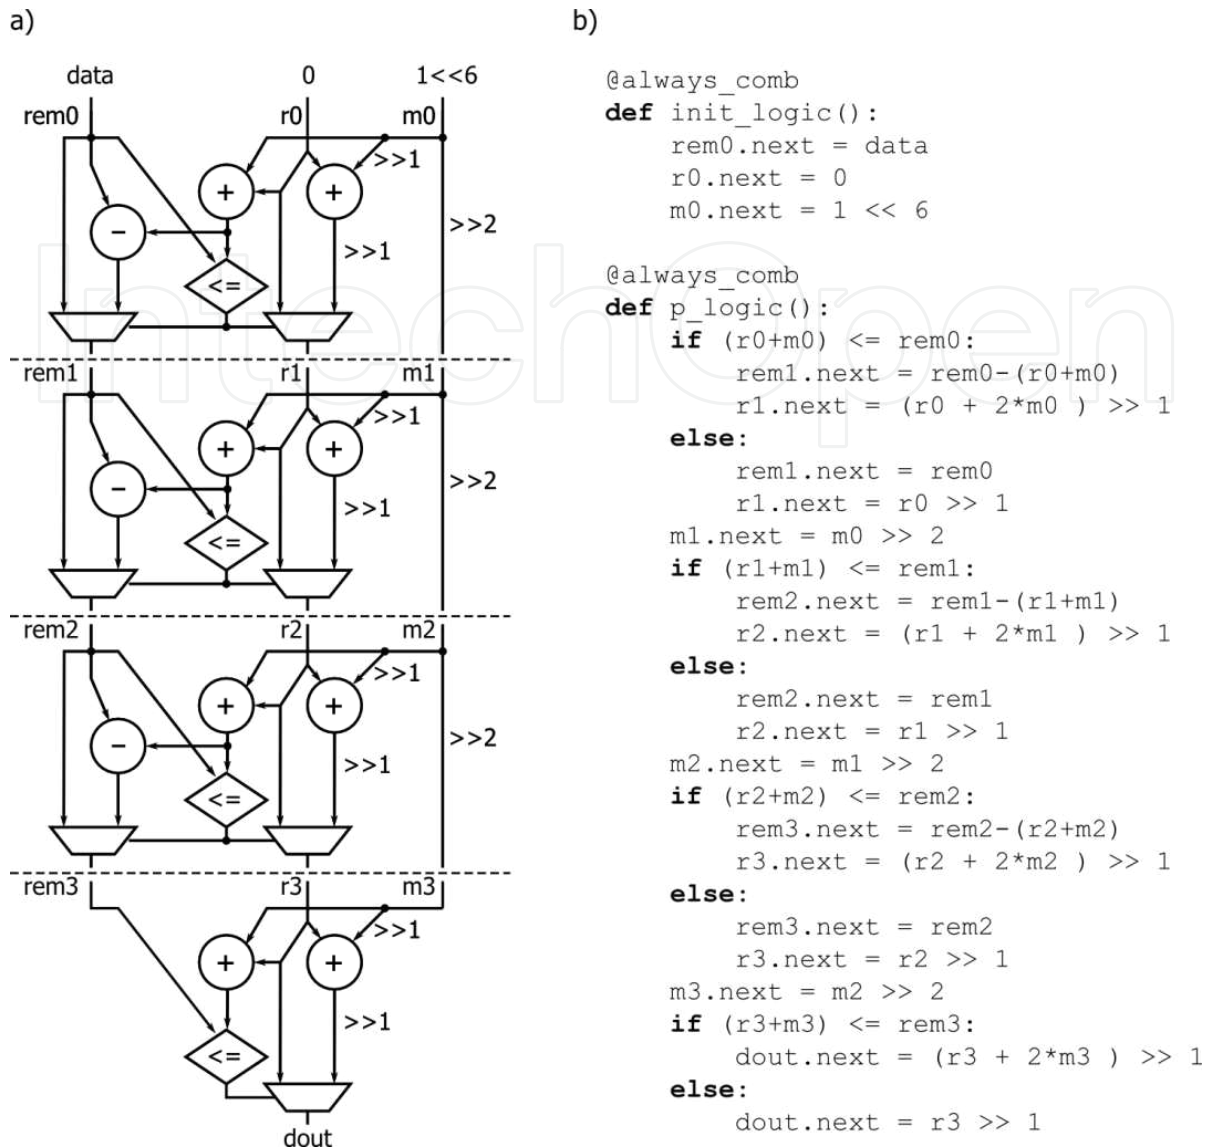 a)
data 0 1<<6
rem0 r0 m0
>>1
+ +
-
>>2
>>1
<=
rem1 r1 m1
>>1
+ +
-
>>2
>>1
<=
rem2 r2 m2
>>1
+ +
-
>>2
>>1
<=
rem3 r3 m3
>>1
+ +
>>1
<=
dout
b)
@always_comb
def init_logic():
rem0.next = data
r0.next = 0
m0.next = 1 << 6
@always_comb
def p_logic():
if (r0+m0) <= rem0:
rem1.next = rem0-(r0+m0)
r1.next = (r0 + 2*m0 ) >> 1
else:
rem1.next = rem0
r1.next = r0 >> 1
m1.next = m0 >> 2
if (r1+m1) <= rem1:
rem2.next = rem1-(r1+m1)
r2.next = (r1 + 2*m1 ) >> 1
else:
rem2.next = rem1
r2.next = r1 >> 1
m2.next = m1 >> 2
if (r2+m2) <= rem2:
rem3.next = rem2-(r2+m2)
r3.next = (r2 + 2*m2 ) >> 1
else:
rem3.next = rem2
r3.next = r2 >> 1
m3.next = m2 >> 2
if (r3+m3) <= rem3:
dout.next = (r3 + 2*m3 ) >> 1
else:
dout.next = r3 >> 1
IntechOpen